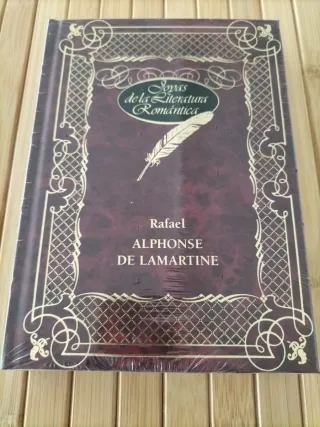 Joyas
de la Literatura
Romántica
Rafael
ALPHONSE
DE LAMARTINE